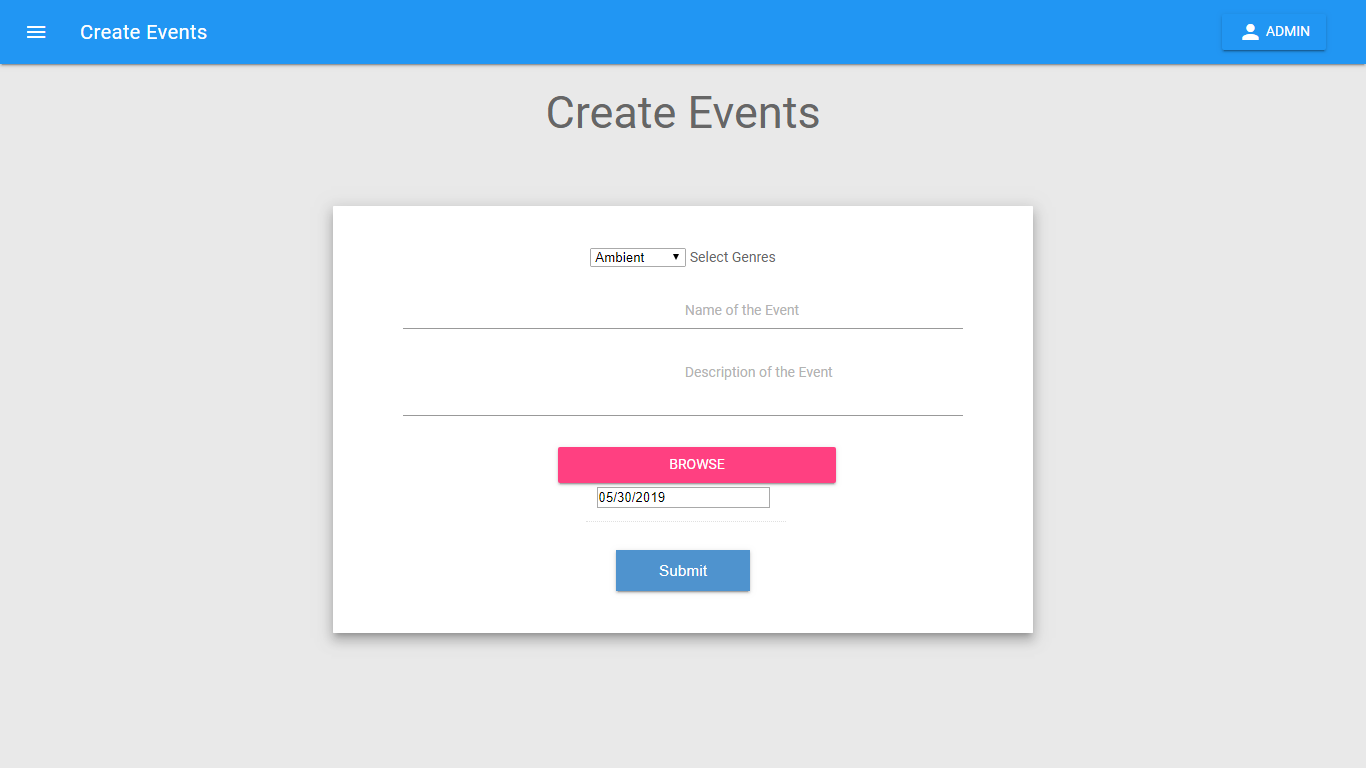 Create Events
ADMIN
Create Events
Ambient Select Genres
Name of the Event
Description of the Event
BROWSE
05/30/2019
Submit